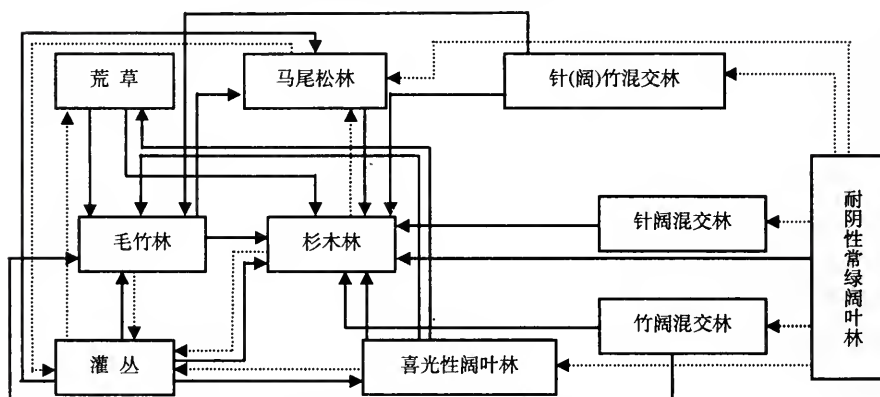 荒 草
马尾松林
针(阔)竹混交林
毛竹林
杉木林
针阔混交林
耐阴性常绿阔叶林
竹阔混交林
灌 丛
喜光性阔叶林